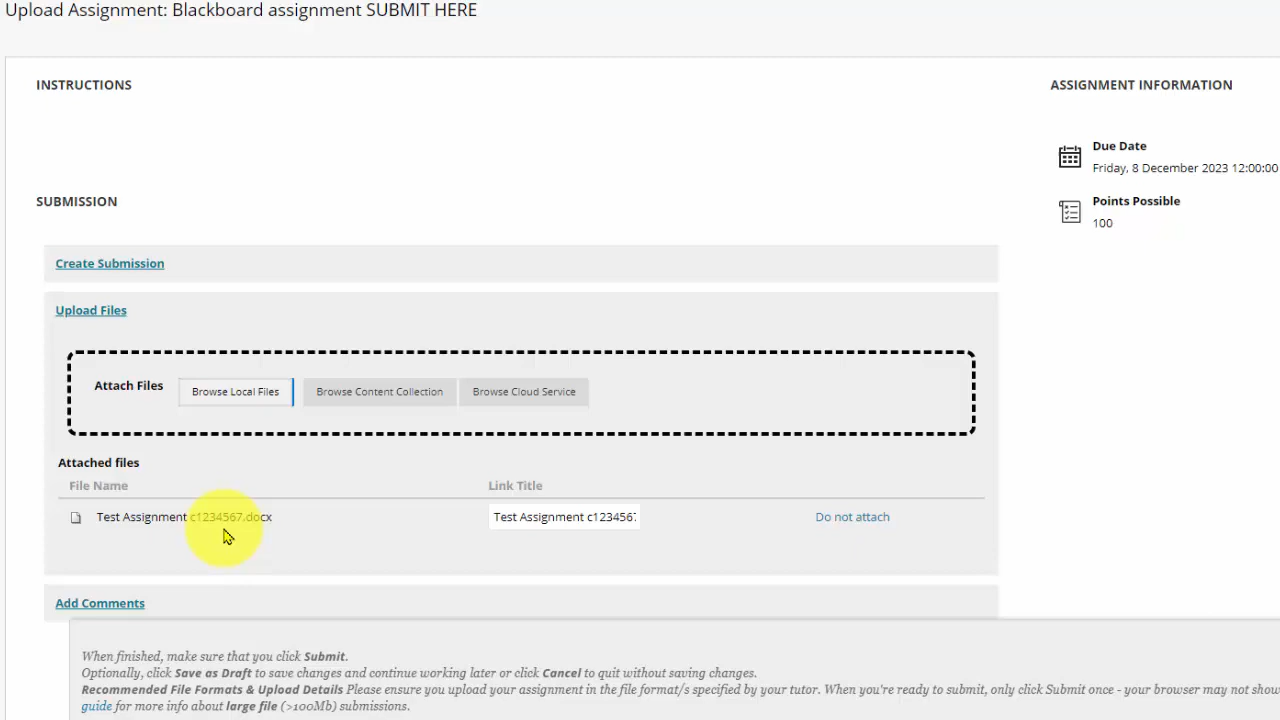 Upload Assignment: Blackboard assignment SUBMIT HERE
INSTRUCTIONS
ASSIGNMENT INFORMATION
Due Date
Friday, 8 December 2023 12:00:00
Points Possible
100
SUBMISSION
Create Submission
Upload Files
Attach Files Browse Local Files Browse Content Collection Browse Cloud Service
Attached files
File Name Link Title
Test Assignment c1234567.docx Test Assignment c123456 Do not attach
Add Comments
When finished, make sure that you click Submit.
Optionally, click Save as Draft to save changes and continue working later or click Cancel to quit without saving changes.
Recommended File Formats & Upload Details Please ensure you upload your assignment in the file format/s specified by your tutor. When you're ready to submit, only click Submit once - your browser may not show
guide for more info about large file (>100Mb) submissions.